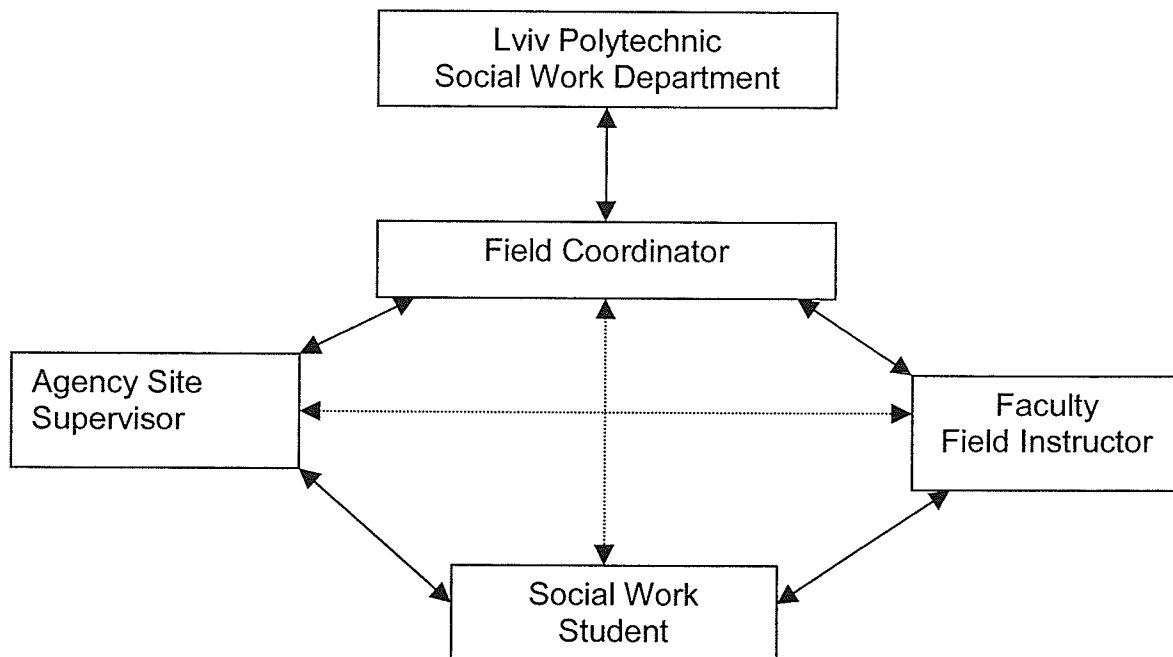 Lviv Polytechnic
Social Work Department
Field Coordinator
Agency Site
Supervisor
Faculty
Field Instructor
Social Work
Student